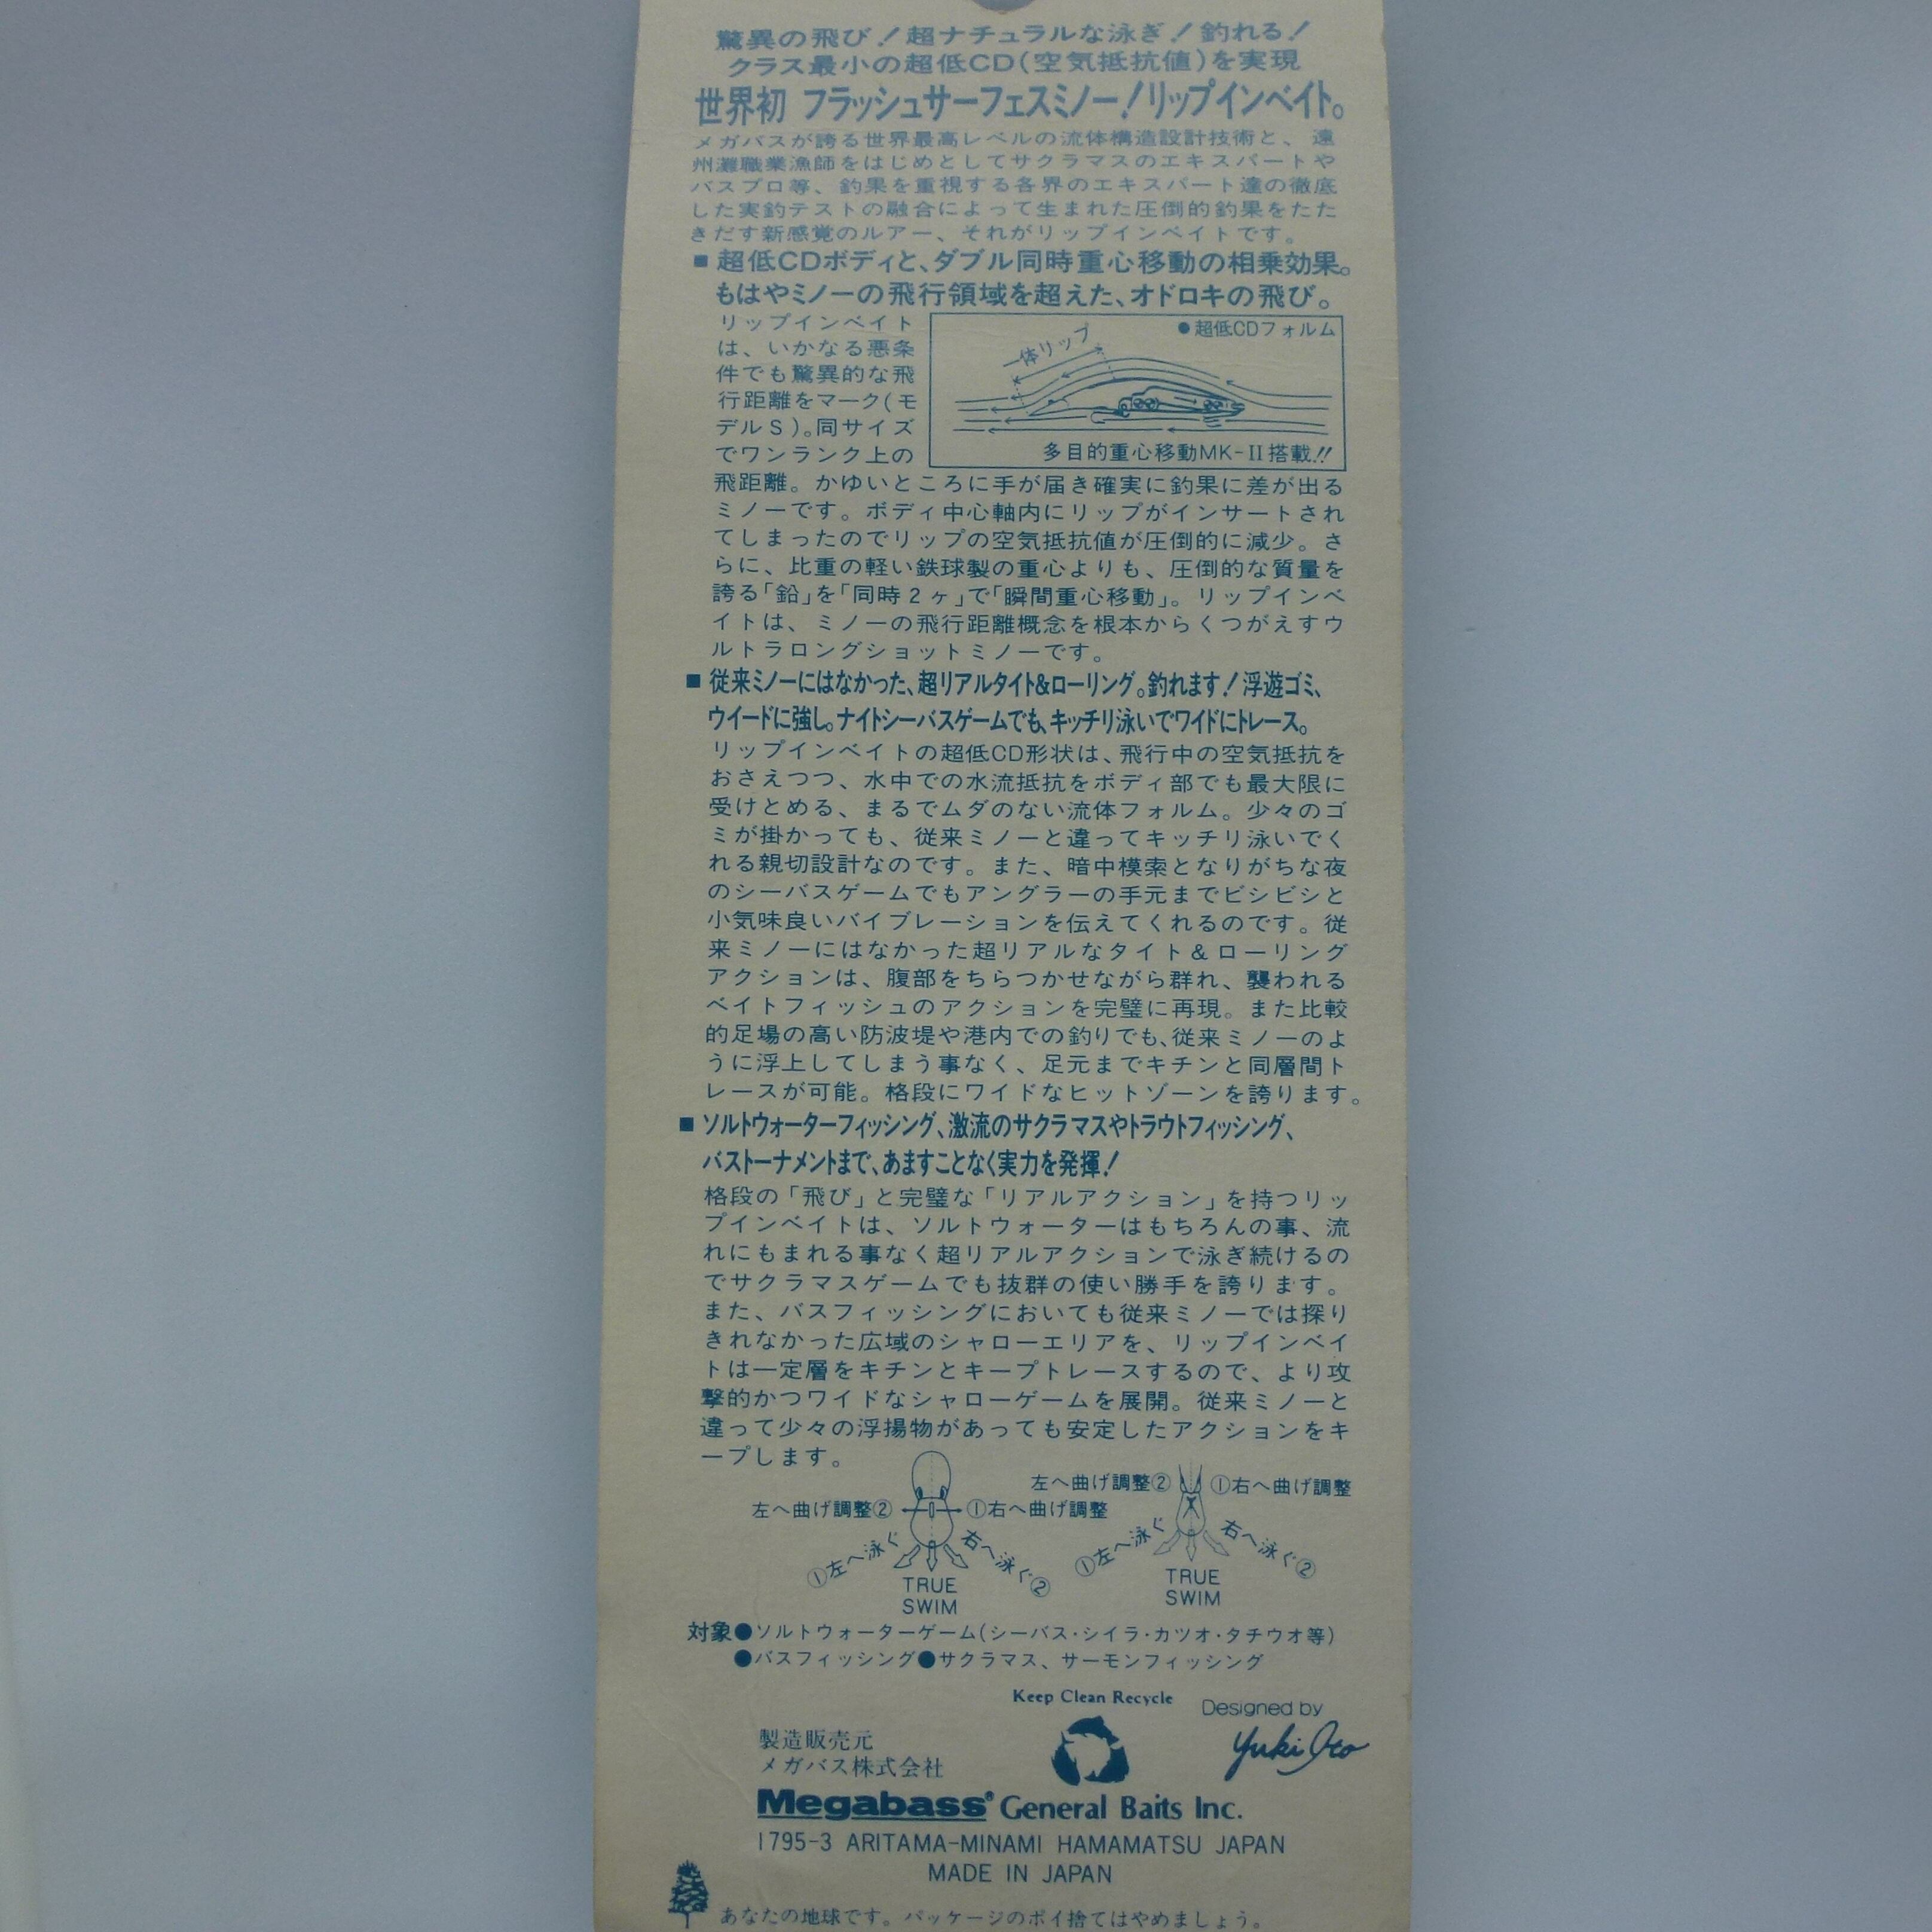 驚異の飛び！超ナチュラルな泳ぎ！釣れる！
クラス最小の超低CD(空気抵抗値)を実現
世界初 フラッシュサーフェスミノー！リップインベイト。
メガバスが誇る世界最高レベルの流体構造設計技術と、遠
州灘職業漁師をはじめとしてサクラマスのエキスパートや
バスプロ等、釣果を重視する各界のエキスパート達の徹底
した実釣テストの融合によって生まれた圧倒的釣果をたた
きだす新感覚のルアー、それがリップインベイトです。
■超低CDボディと、ダブル同時重心移動の相乗効果。
もはやミノーの飛行領域を超えた、オドロキの飛び。
リップインベイト
は、いかなる悪条
件でも驚異的な飛
行距離をマーク(モ
デルS)。同サイズ
でワンランク上の
●超低CDフォルム
一体リップ
多目的重心移動MK-II搭載!!
飛距離。かゆいところに手が届き確実に釣果に差が出る
ミノーです。ボディ中心軸内にリップがインサートされ
てしまったのでリップの空気抵抗値が圧倒的に減少。さ
らに、比重の軽い鉄球製の重心よりも、圧倒的な質量を
誇る「鉛」を「同時2ヶ」で「瞬間重心移動」。リップインベ
イトは、ミノーの飛行距離概念を根本からくつがえすウ
ルトラロングショットミノーです。
■従来ミノーにはなかった、超リアルタイト&ローリング。釣れます！浮遊ゴミ、
ウイードに強し。ナイトシーバスゲームでも、キッチリ泳いでワイドにトレース。
リップインベイトの超低CD形状は、飛行中の空気抵抗を
おさえつつ、水中での水流抵抗をボディ部でも最大限に
受けとめる、まるでムダのない流体フォルム。少々のゴ
ミが掛かっても、従来ミノーと違ってキッチリ泳いでく
れる親切設計なのです。また、暗中模索となりがちな夜
のシーバスゲームでもアングラーの手元までビシビシと
小気味良いバイブレーションを伝えてくれるのです。従
来ミノーにはなかった超リアルなタイト&ローリング
アクションは、腹部をちらつかせながら群れ、襲われる
ベイトフィッシュのアクションを完璧に再現。また比較
的足場の高い防波堤や港内での釣りでも、従来ミノーのよ
うに浮上してしまう事なく、足元までキチンと同層間ト
レースが可能。格段にワイドなヒットゾーンを誇ります。
■ソルトウォーターフィッシング、激流のサクラマスやトラウトフィッシング、
バストーナメントまで、あますことなく実力を発揮！
格段の「飛び」と完璧な「リアルアクション」を持つリッ
プインベイトは、ソルトウォーターはもちろんの事、流
れにもまれる事なく超リアルアクションで泳ぎ続けるの
でサクラマスゲームでも抜群の使い勝手を誇ります。
また、バスフィッシングにおいても従来ミノーでは探り
きれなかった広域のシャローエリアを、リップインベイ
トは一定層をキチンとキープトレースするので、より攻
撃的かつワイドなシャローゲームを展開。従来ミノーと
違って少々の浮揚物があっても安定したアクションをキ
ープします。
左へ曲げ調整② ①右へ曲げ調整
①左へ泳ぐ 右へ泳ぐ②
TRUE
SWIM
左へ曲げ調整② ①右へ曲げ調整
①左へ泳ぐ 右へ泳ぐ②
TRUE
SWIM
対象●ソルトウォーターゲーム(シーバス・シイラ・カツオ・タチウオ等)
●バスフィッシング●サクラマス、サーモンフィッシング
Keep Clean Recycle
Designed by
Yuki Ito
製造販売元
メガバス株式会社
Megabass® General Baits Inc.
1795-3 ARITAMA-MINAMI HAMAMATSU JAPAN
MADE IN JAPAN
あなたの地球です。パッケージのポイ捨てはやめましょう。